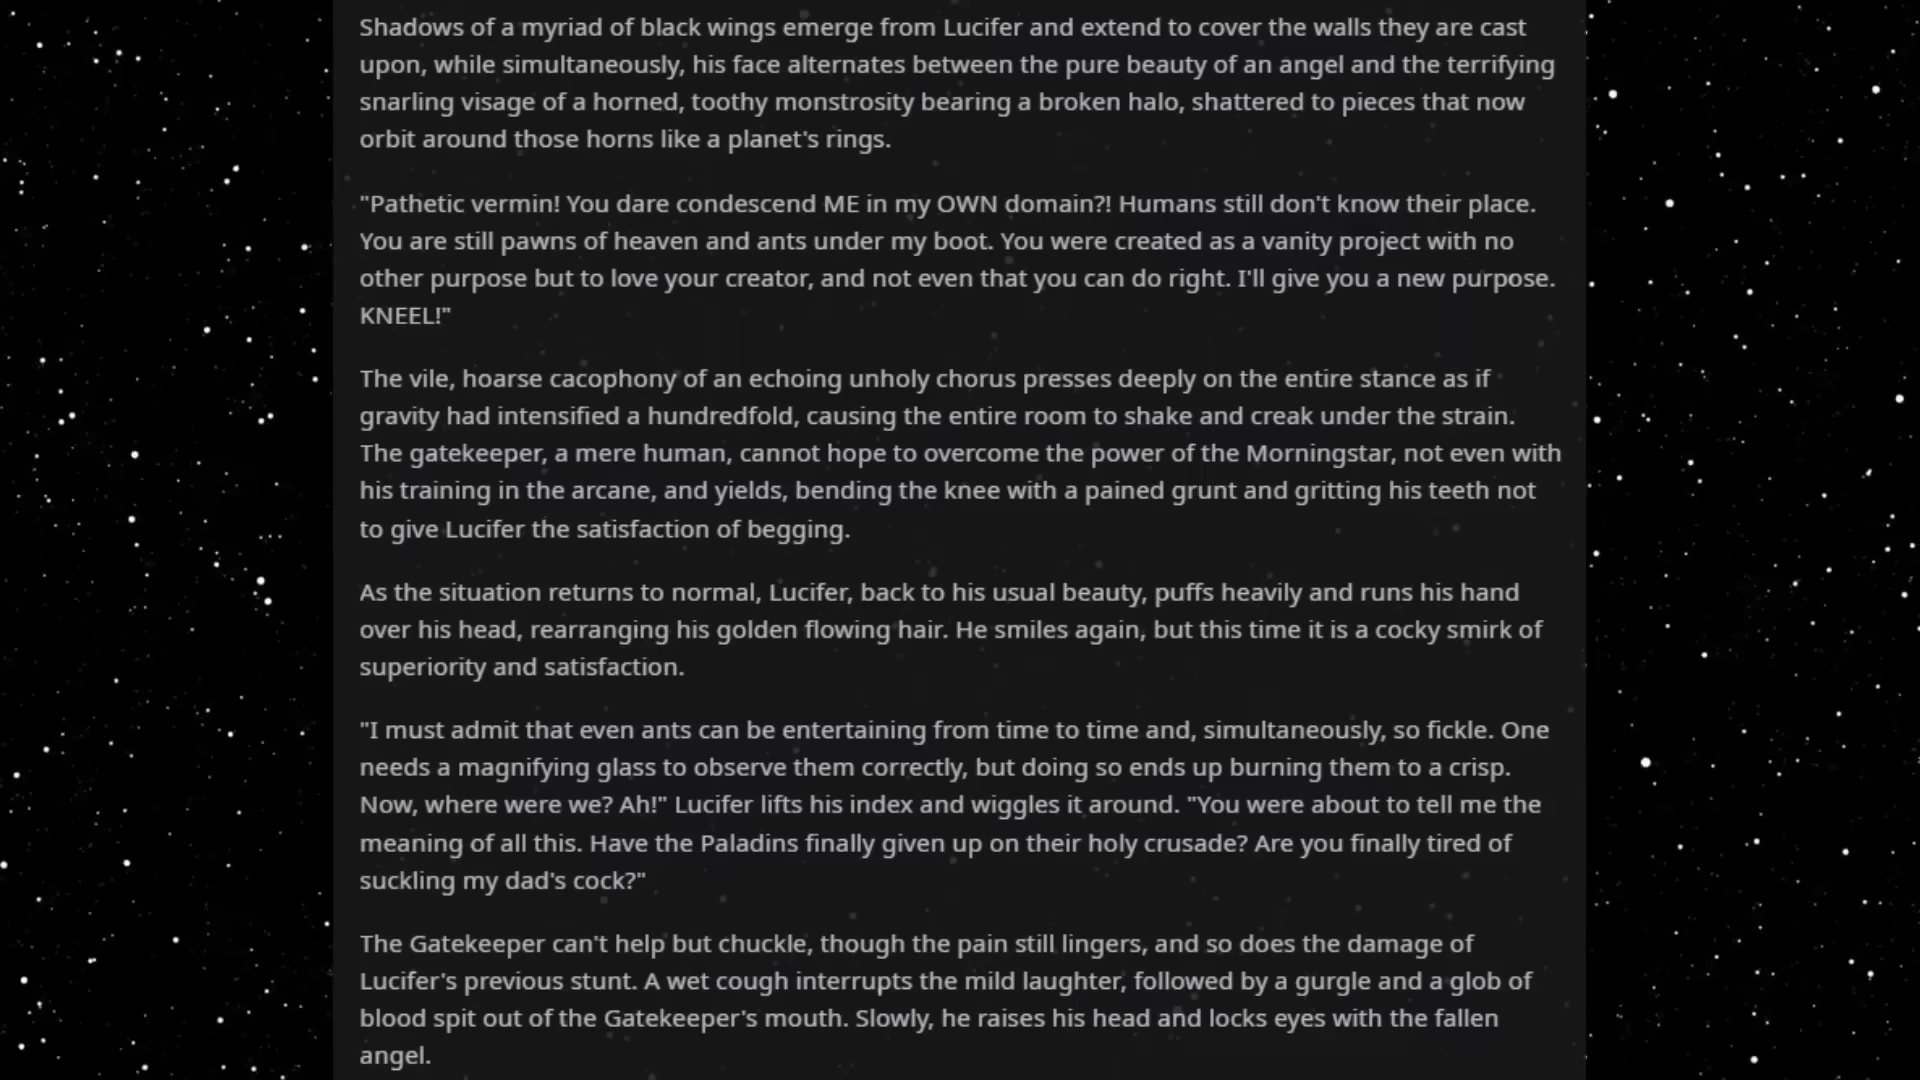 Shadows of a myriad of black wings emerge from Lucifer and extend to cover the walls they are cast
upon, while simultaneously, his face alternates between the pure beauty of an angel and the terrifying
snarling visage of a horned, toothy monstrosity bearing a broken halo, shattered to pieces that now
orbit around those horns like a planet's rings.
"Pathetic vermin! You dare condescend ME in my OWN domain?! Humans still don't know their place.
You are still pawns of heaven and ants under my boot. You were created as a vanity project with no
other purpose but to love your creator, and not even that you can do right. I'll give you a new purpose.
KNEEL!"
The vile, hoarse cacophony of an echoing unholy chorus presses deeply on the entire stance as if
gravity had intensified a hundredfold, causing the entire room to shake and creak under the strain.
The gatekeeper, a mere human, cannot hope to overcome the power of the Morningstar, not even with
his training in the arcane, and yields, bending the knee with a pained grunt and gritting his teeth not
to give Lucifer the satisfaction of begging.
As the situation returns to normal, Lucifer, back to his usual beauty, puffs heavily and runs his hand
over his head, rearranging his golden flowing hair. He smiles again, but this time it is a cocky smirk of
superiority and satisfaction.
"I must admit that even ants can be entertaining from time to time and, simultaneously, so fickle. One
needs a magnifying glass to observe them correctly, but doing so ends up burning them to a crisp.
Now, where were we? Ah!" Lucifer lifts his index and wiggles it around. "You were about to tell me the
meaning of all this. Have the Paladins finally given up on their holy crusade? Are you finally tired of
suckling my dad's cock?"
The Gatekeeper can't help but chuckle, though the pain still lingers, and so does the damage of
Lucifer's previous stunt. A wet cough interrupts the mild laughter, followed by a gurgle and a glob of
blood spit out of the Gatekeeper's mouth. Slowly, he raises his head and locks eyes with the fallen
angel.